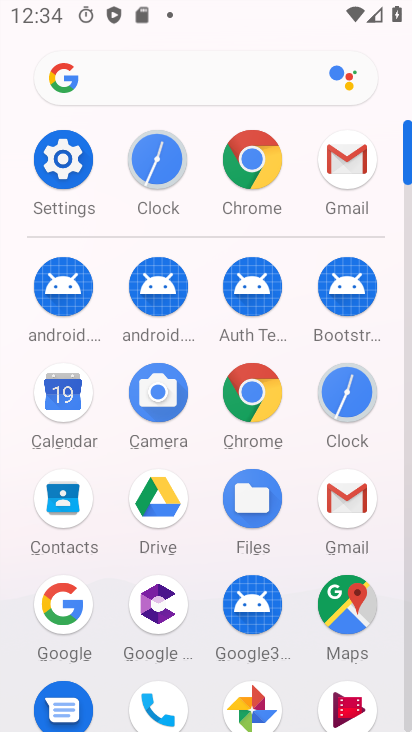 12:34
Settings Clock Chrome Gmail
android.... android.... Auth Te... Bootstr...
19
Calendar Camera Chrome Clock
Contacts Drive Files Gmail
Google Google ... Google3... Maps